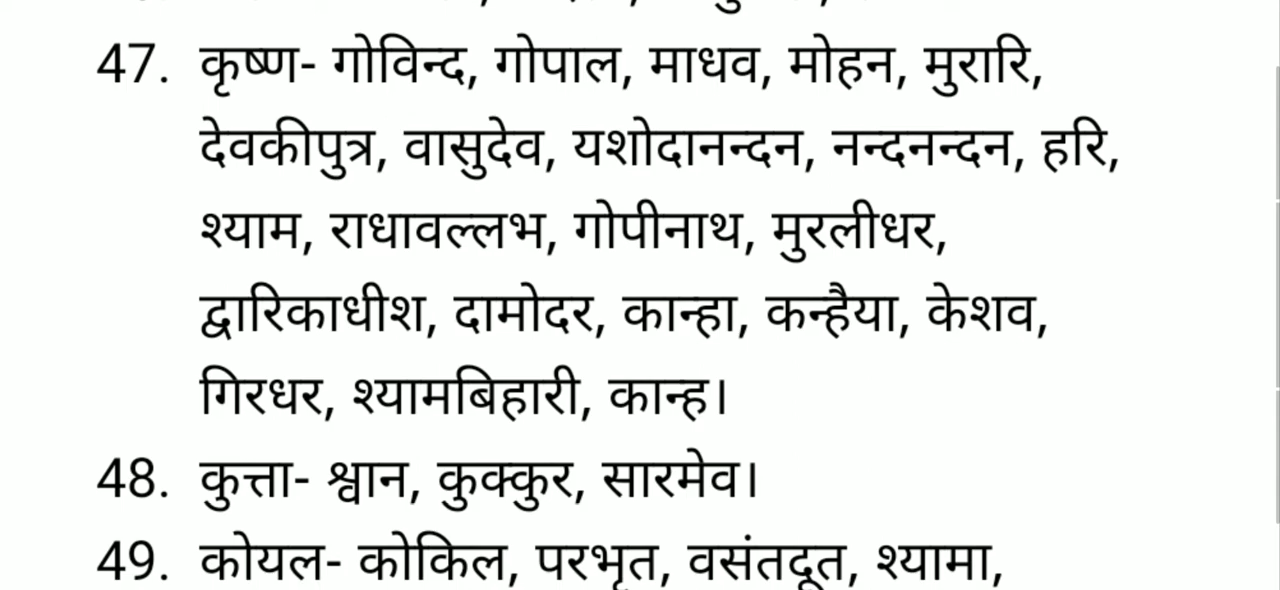 47. कृष्ण- गोविन्द, गोपाल, माधव, मोहन, मुरारि,
देवकीपुत्र, वासुदेव, यशोदानन्दन, नन्दनन्दन, हरि,
श्याम, राधावल्लभ, गोपीनाथ, मुरलीधर,
द्वारिकाधीश, दामोदर, कान्हा, कन्हैया, केशव,
गिरधर, श्यामबिहारी, कान्ह।
48. कुत्ता- श्वान, कुक्कुर, सारमेव।
49. कोयल- कोकिल, परभृत, वसंतदूत, श्यामा,